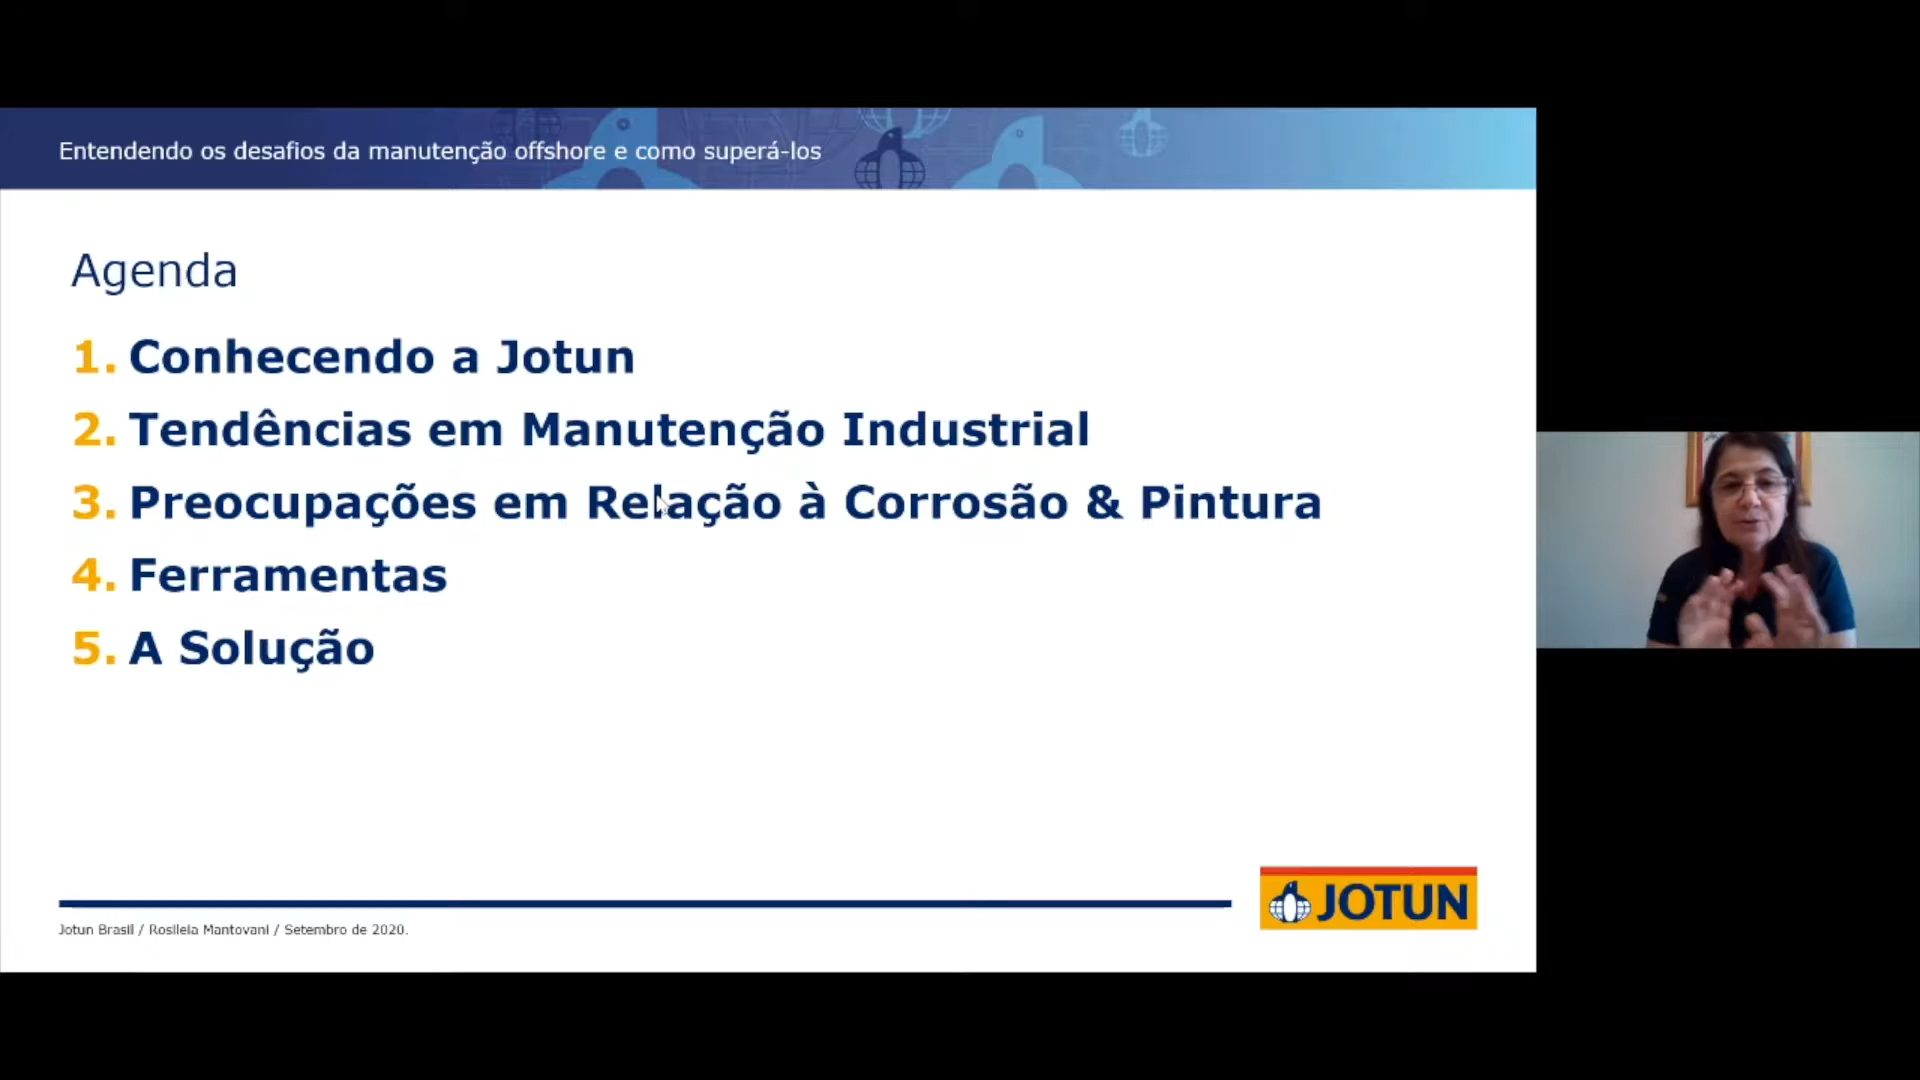 Entendendo os desafios da manutenção offshore e como superá-los
Agenda
1. Conhecendo a Jotun
2. Tendências em Manutenção Industrial
3. Preocupações em Relação à Corrosão & Pintura
4. Ferramentas
5. A Solução
JOTUN
Jotun Brasil / Rosileia Mantovani / Setembro de 2020.